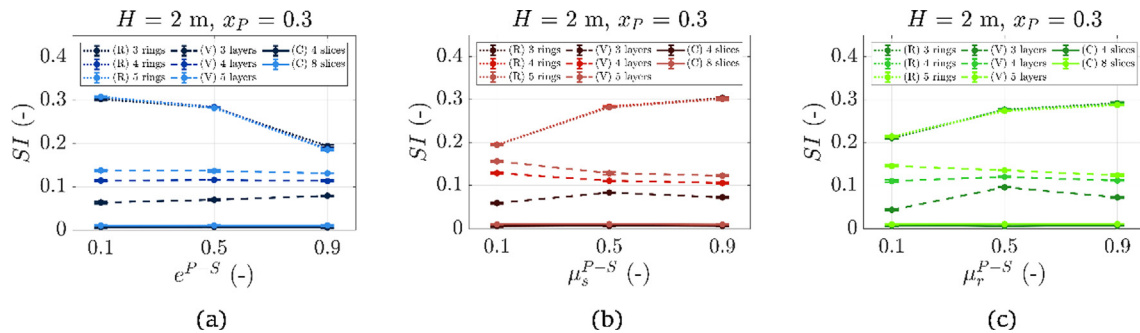 H = 2 m, x_P = 0.3
(R) 3 rings (V) 3 layers (C) 4 slices
(R) 4 rings (V) 4 layers (C) 8 slices
(R) 5 rings (V) 5 layers
SI (-)
0.4
0.3
0.2
0.1
0
0.1 0.5 0.9
e^{P-S} (-)
(a)
H = 2 m, x_P = 0.3
(R) 3 rings (V) 3 layers (C) 4 slices
(R) 4 rings (V) 4 layers (C) 8 slices
(R) 5 rings (V) 5 layers
SI (-)
0.4
0.3
0.2
0.1
0
0.1 0.5 0.9
μ_s^{P-S} (-)
(b)
H = 2 m, x_P = 0.3
(R) 3 rings (V) 3 layers (C) 4 slices
(R) 4 rings (V) 4 layers (C) 8 slices
(R) 5 rings (V) 5 layers
SI (-)
0.4
0.3
0.2
0.1
0
0.1 0.5 0.9
μ_r^{P-S} (-)
(c)